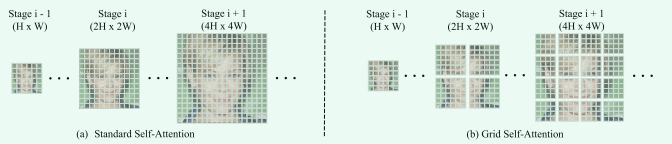 Stage i - 1
(H x W)
Stage i
(2H x 2W)
Stage i + 1
(4H x 4W)
(a) Standard Self-Attention
Stage i - 1
(H x W)
Stage i
(2H x 2W)
Stage i + 1
(4H x 4W)
(b) Grid Self-Attention